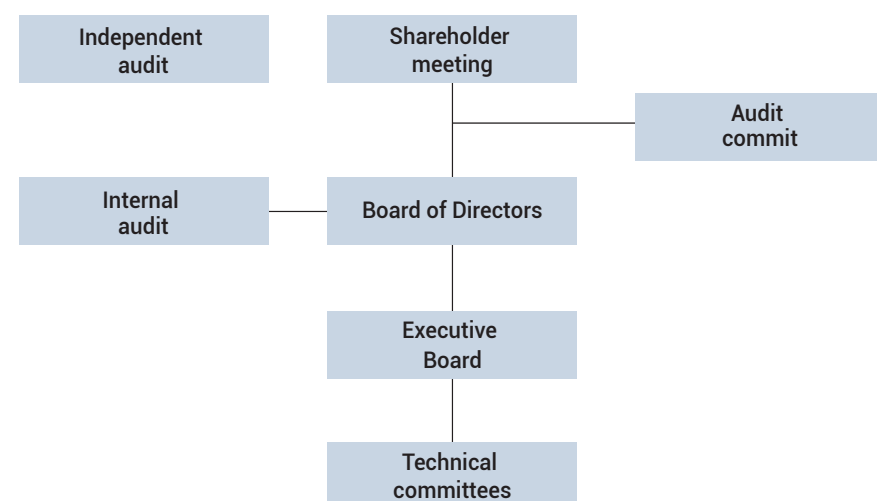 Independent
audit
Shareholder
meeting
Audit
commit
Internal
audit
Board of Directors
Executive
Board
Technical
committees